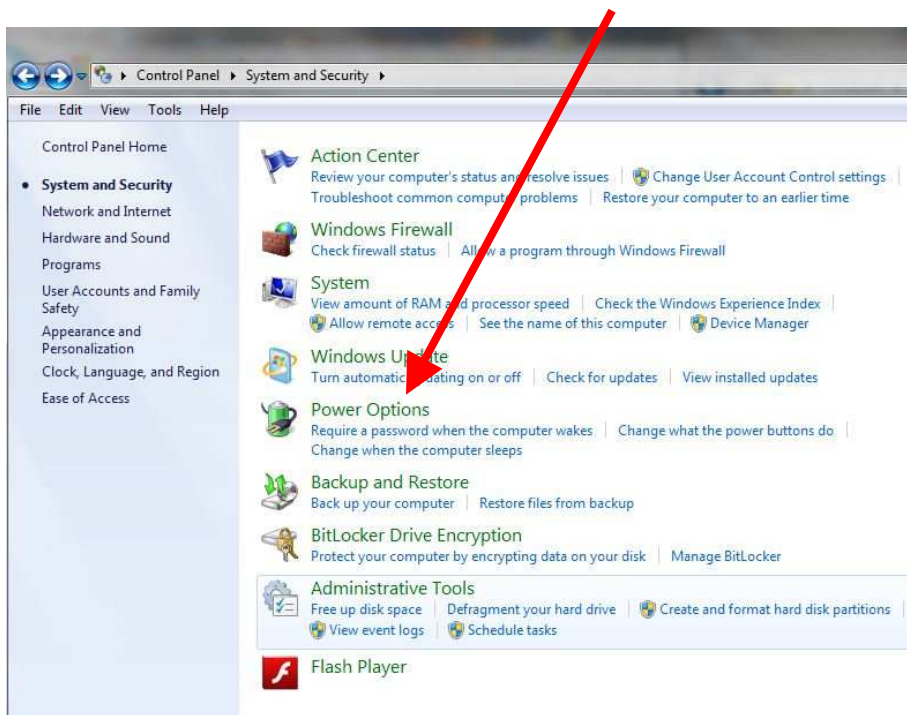 Control Panel System and Security
File Edit View Tools Help
Control Panel Home
System and Security
Network and Internet
Hardware and Sound
Programs
User Accounts and Family
Safety
Appearance and
Personalization
Clock, Language, and Region
Ease of Access
Action Center
Review your computer's status and resolve issues Change User Account Control settings
Troubleshoot common computer problems Restore your computer to an earlier time
Windows Firewall
Check firewall status Allow a program through Windows Firewall
System
View amount of RAM and processor speed Check the Windows Experience Index
Allow remote access See the name of this computer Device Manager
Windows Update
Turn automatic updating on or off Check for updates View installed updates
Power Options
Require a password when the computer wakes Change what the power buttons do
Change when the computer sleeps
Backup and Restore
Back up your computer Restore files from backup
BitLocker Drive Encryption
Protect your computer by encrypting data on your disk Manage BitLocker
Administrative Tools
Free up disk space Defragment your hard drive Create and format hard disk partitions
View event logs Schedule tasks
Flash Player